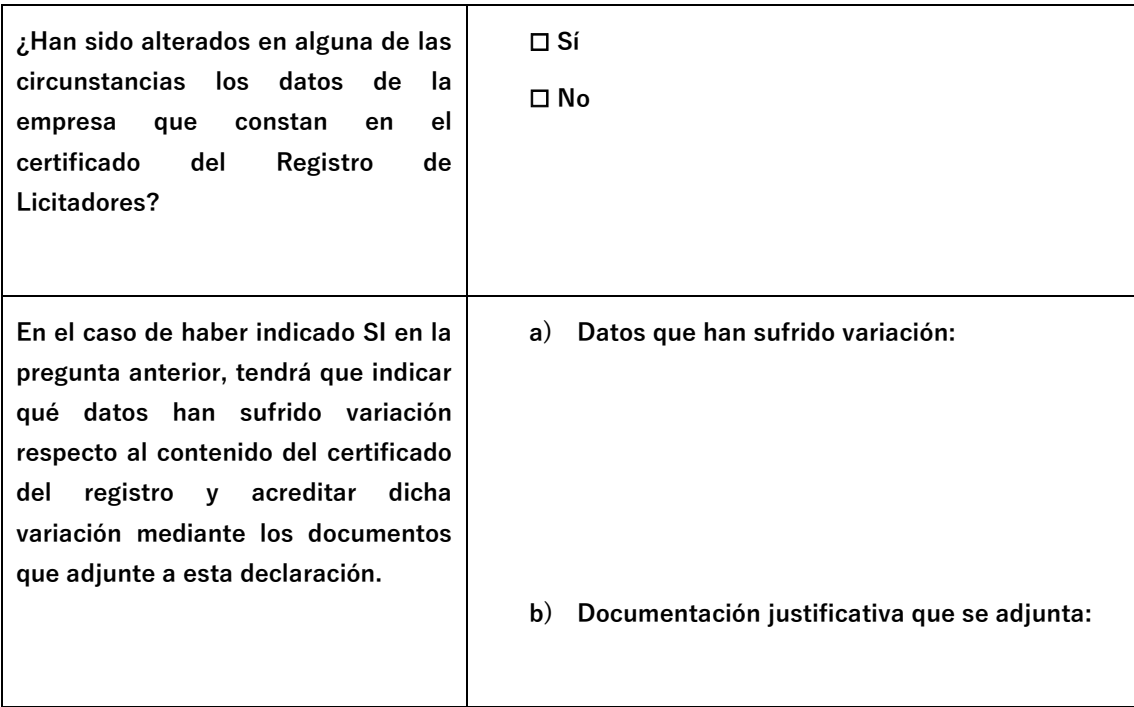 ¿Han sido alterados en alguna de las
circunstancias los datos de la
empresa que constan en el
certificado del Registro de
Licitadores?
☐ Sí
☐ No
En el caso de haber indicado SI en la
pregunta anterior, tendrá que indicar
qué datos han sufrido variación
respecto al contenido del certificado
del registro y acreditar dicha
variación mediante los documentos
que adjunte a esta declaración.
a) Datos que han sufrido variación:
b) Documentación justificativa que se adjunta: